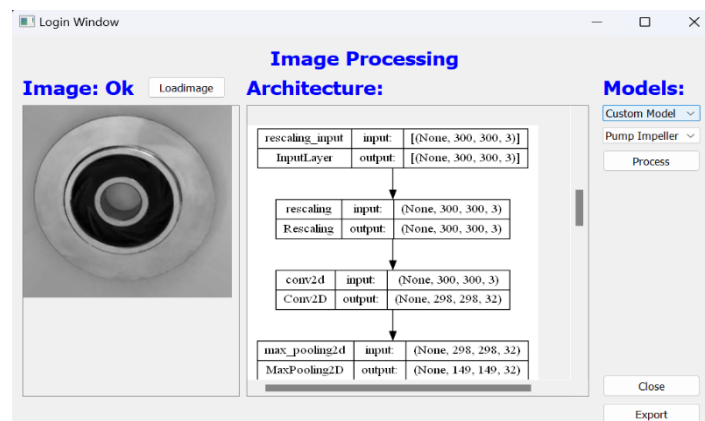 Login Window
Image Processing
Image: Ok
Loadimage
Architecture:
Models:
rescaling_input input: [(None, 300, 300, 3)]
InputLayer output: [(None, 300, 300, 3)]
rescaling input: (None, 300, 300, 3)
Rescaling output: (None, 300, 300, 3)
conv2d input: (None, 300, 300, 3)
Conv2D output: (None, 298, 298, 32)
max_pooling2d input: (None, 298, 298, 32)
MaxPooling2D output: (None, 149, 149, 32)
Custom Model
Pump Impeller
Process
Close
Export